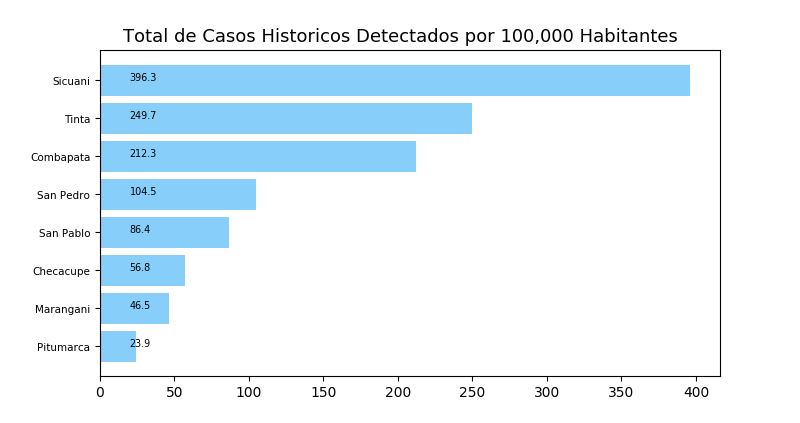 Total de Casos Historicos Detectados por 100,000 Habitantes
Sicuani 396.3
Tinta 249.7
Combapata 212.3
San Pedro 104.5
San Pablo 86.4
Checacupe 56.8
Marangani 46.5
Pitumarca 23.9
0 50 100 150 200 250 300 350 400